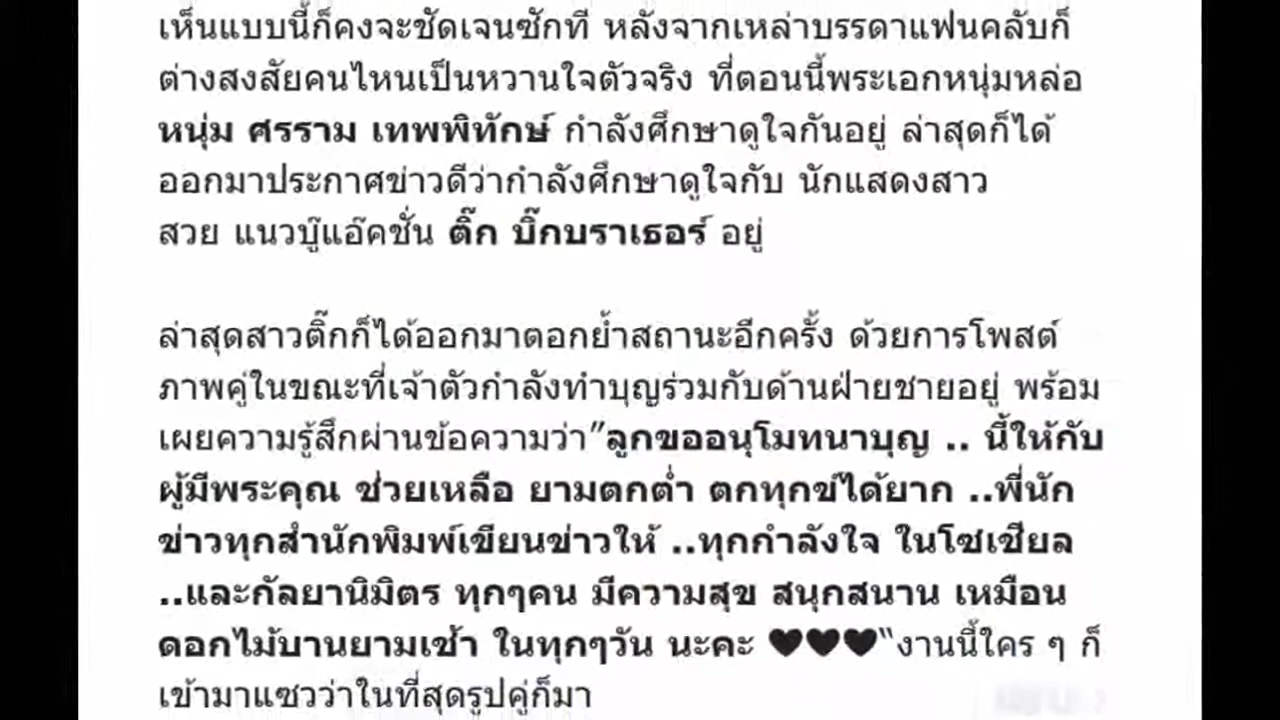 เห็นแบบนี้ก็คงจะชัดเจนซักที หลังจากเหล่าบรรดาแฟนคลับก็
ต่างสงสัยคนไหนเป็นหวานใจตัวจริง ที่ตอนนี้พระเอกหนุ่มหล่อ
หนุ่ม ศรราม เทพพิทักษ์ กำลังศึกษาดูใจกันอยู่ ล่าสุดก็ได้
ออกมาประกาศข่าวดีว่ากำลังศึกษาดูใจกับ นักแสดงสาว
สวย แนวบู๊แอ๊คชั่น ติ๊ก บิ๊กบราเธอร์ อยู่
ล่าสุดสาวติ๊กก็ได้ออกมาตอกย้ำสถานะอีกครั้ง ด้วยการโพสต์
ภาพคู่ในขณะที่เจ้าตัวกำลังทำบุญร่วมกับด้านฝ่ายชายอยู่ พร้อม
เผยความรู้สึกผ่านข้อความว่า"ลูกขออนุโมทนาบุญ .. นี้ให้กับ
ผู้มีพระคุณ ช่วยเหลือ ยามตกต่ำ ตกทุกข์ได้ยาก ..พี่นัก
ข่าวทุกสำนักพิมพ์เขียนข่าวให้ ..ทุกกำลังใจ ในโซเชียล
..และกัลยานิมิตร ทุกๆคน มีความสุข สนุกสนาน เหมือน
ดอกไม้บานยามเช้า ในทุกๆวัน นะคะ ♥♥♥"งานนี้ใคร ๆ ก็
เข้ามาแซวว่าในที่สุดรูปคู่ก็มา